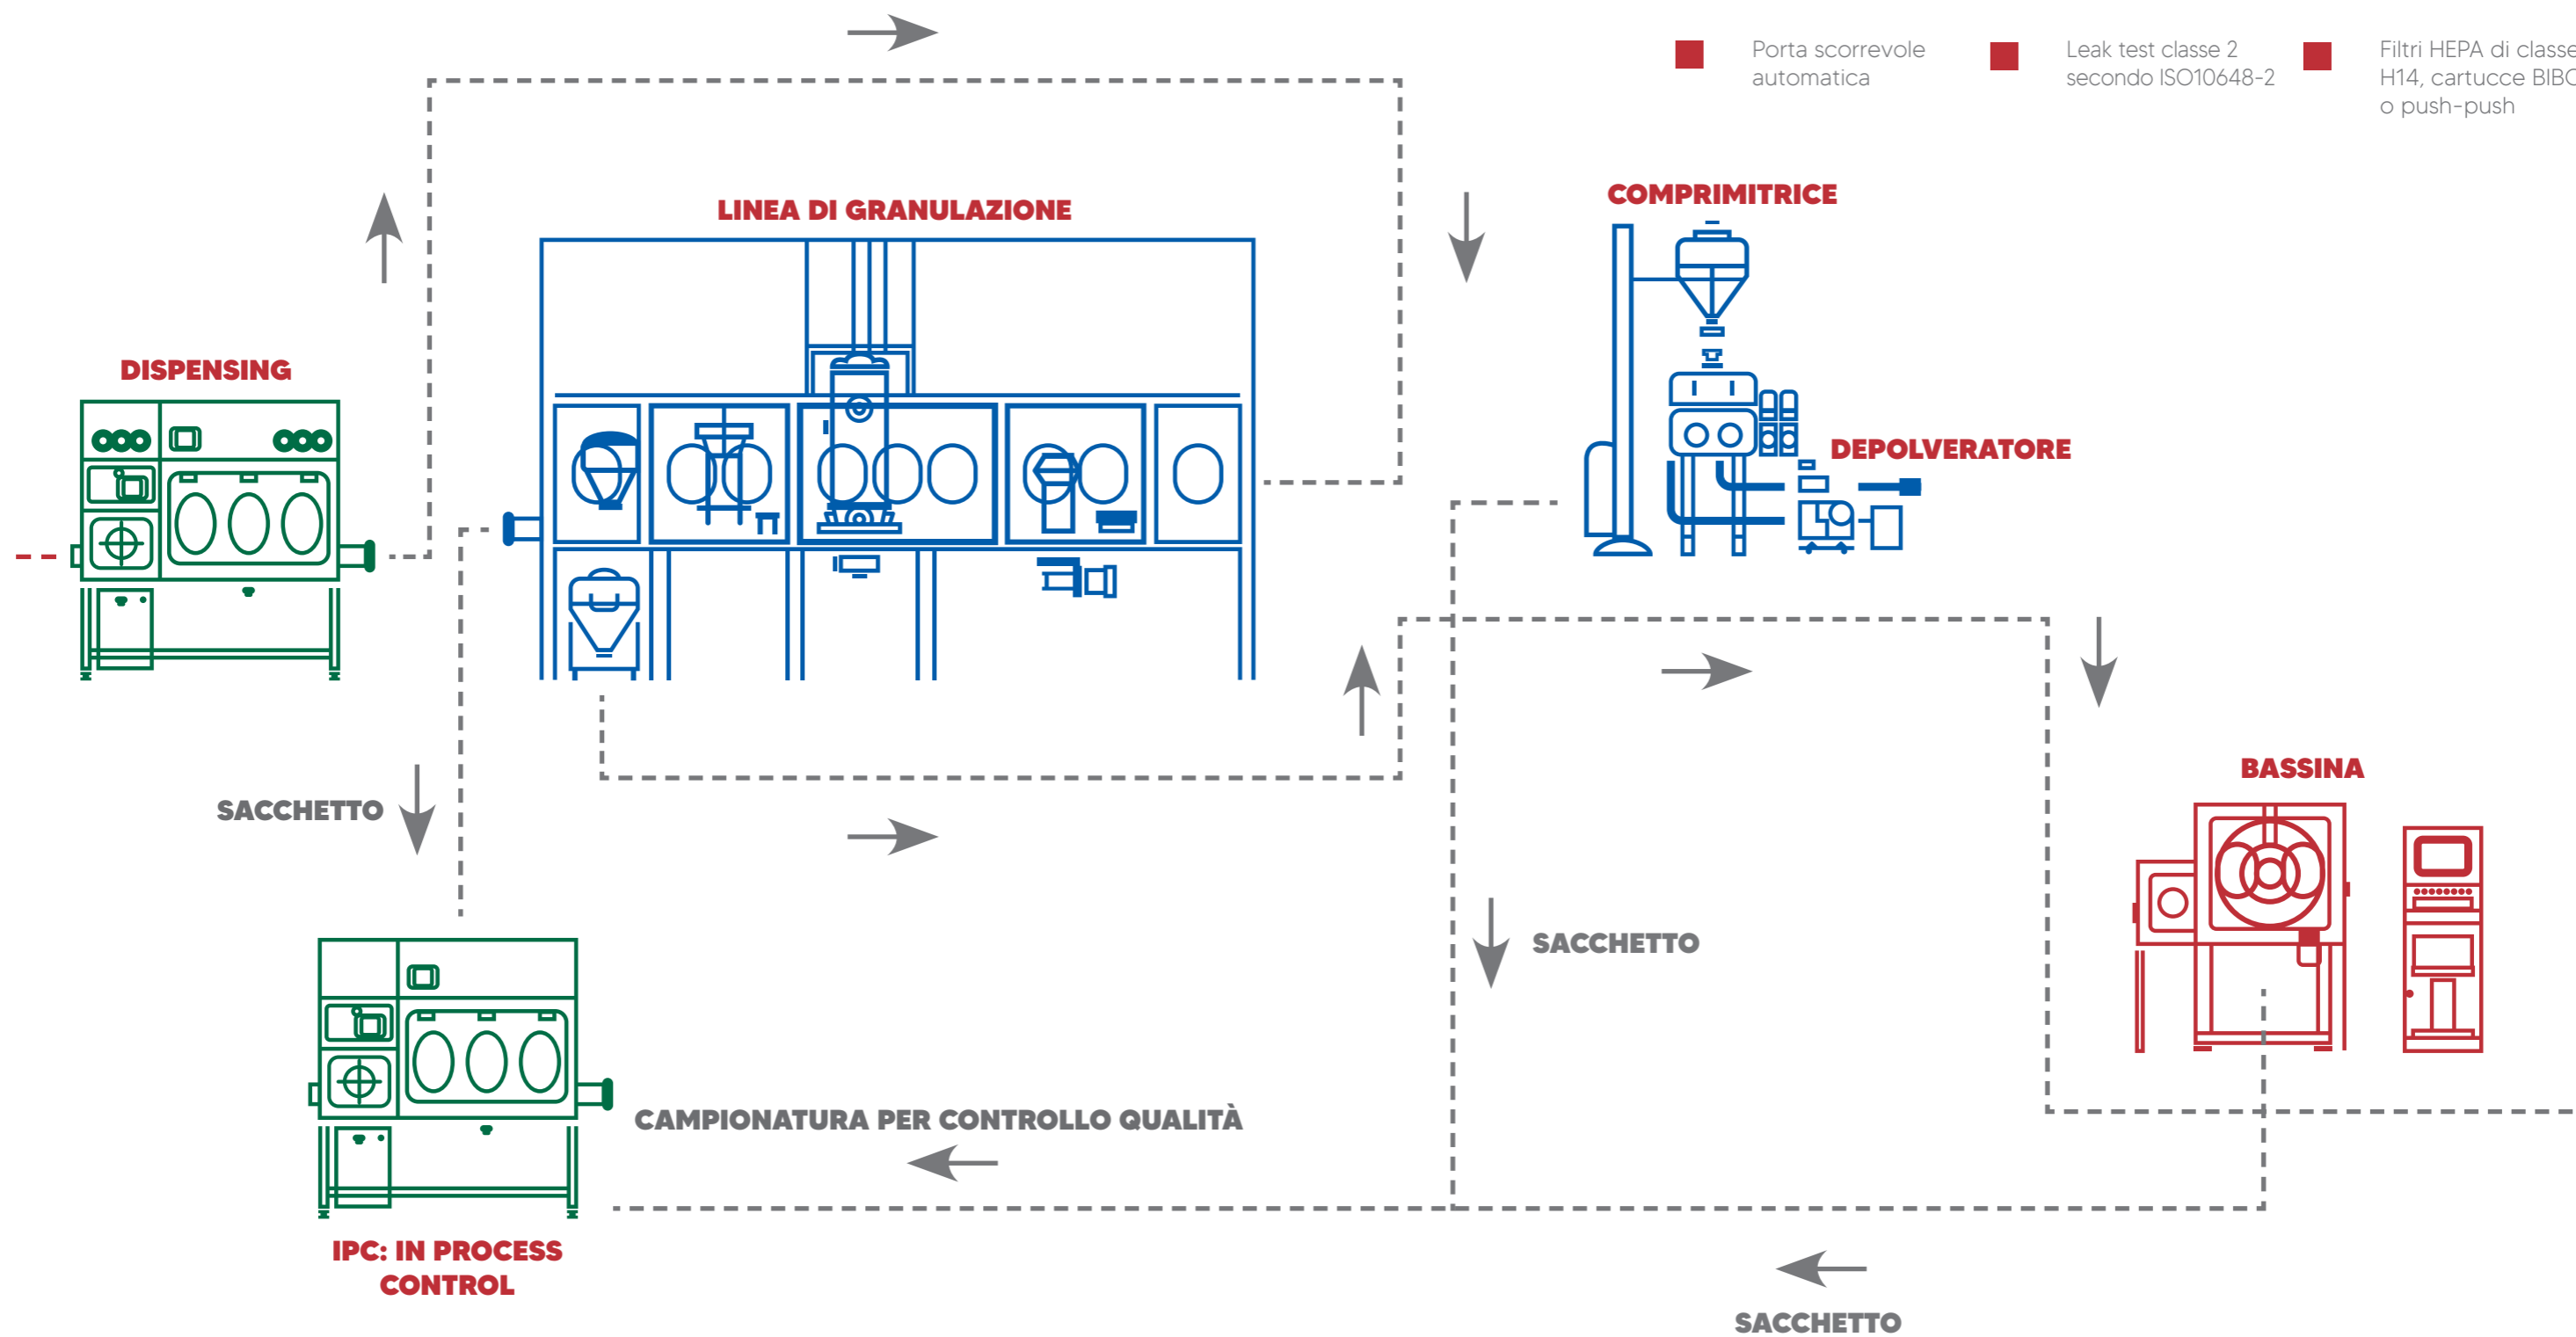 Porta scorrevole
automatica
Leak test classe 2
secondo ISO10648-2
Filtri HEPA di classe
H14, cartucce
o push-push
COMPRIMITRICE
LINEA DI GRANULAZIONE
DISPENSING
DEPOLVERATORE
BASSINA
SACCHETTO
SACCHETTO
CAMPIONATURA PER CONTROLLO QUALITÀ
IPC: IN PROCESS
CONTROL
SACCHETTO